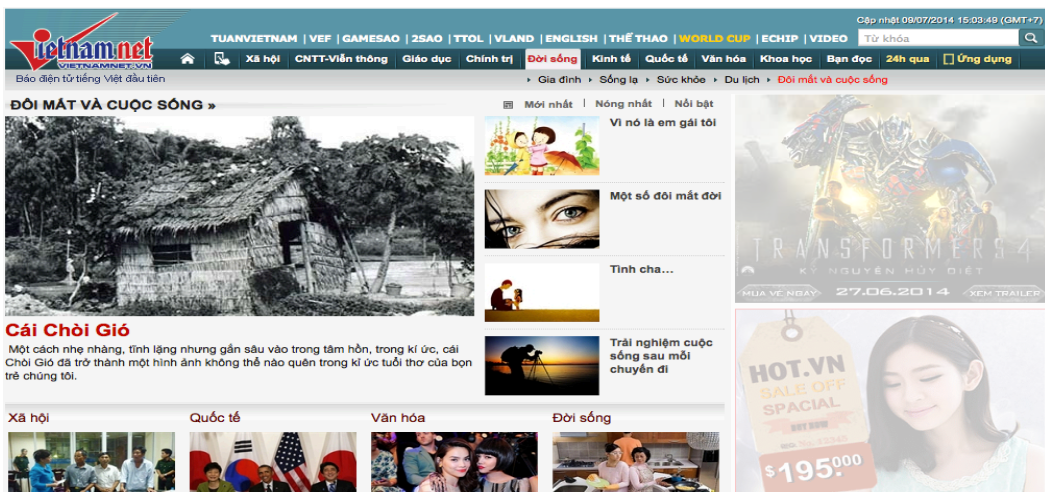 Cập nhật 09/07/2014 15:03:49 (GMT+7)
Vietnam.net
VIETNAMNET.VN
TUANVIETNAM | VEF | GAMESAO | 2SAO | TTOL | VLAND | ENGLISH | THỂ THAO | WORLD CUP | ECHIP | VIDEO
Từ khóa
Xã hội CNTT-Viễn thông Giáo dục Chính trị Đời sống Kinh tế Quốc tế Văn hóa Khoa học Bạn đọc 24h qua Ứng dụng
Báo điện tử tiếng Việt đầu tiên
Gia đình Sống lạ Sức khỏe Du lịch Đôi mắt và cuộc sống
ĐÔI MẮT VÀ CUỘC SỐNG »
Mới nhất | Nóng nhất | Nổi bật
Vì nó là em gái tôi
Một số đôi mắt đời
Tình cha...
Trải nghiệm cuộc
sống sau mỗi
chuyến đi
Cái Chòi Gió
Một cách nhẹ nhàng, tĩnh lặng nhưng gắn sâu vào trong tâm hồn, trong kí ức, cái
Chòi Gió đã trở thành một hình ảnh không thể nào quên trong kí ức tuổi thơ của bọn
trẻ chúng tôi.
Xã hội
Quốc tế
Văn hóa
Đời sống
TRANSFORMERS 4
KỶ NGUYÊN HỦY DIỆT
MUA VÉ NGAY 27.06.2014 XEM TRAILER
HOT.VN
SALE OFF
SPACIAL
BUY NOW
$195.000